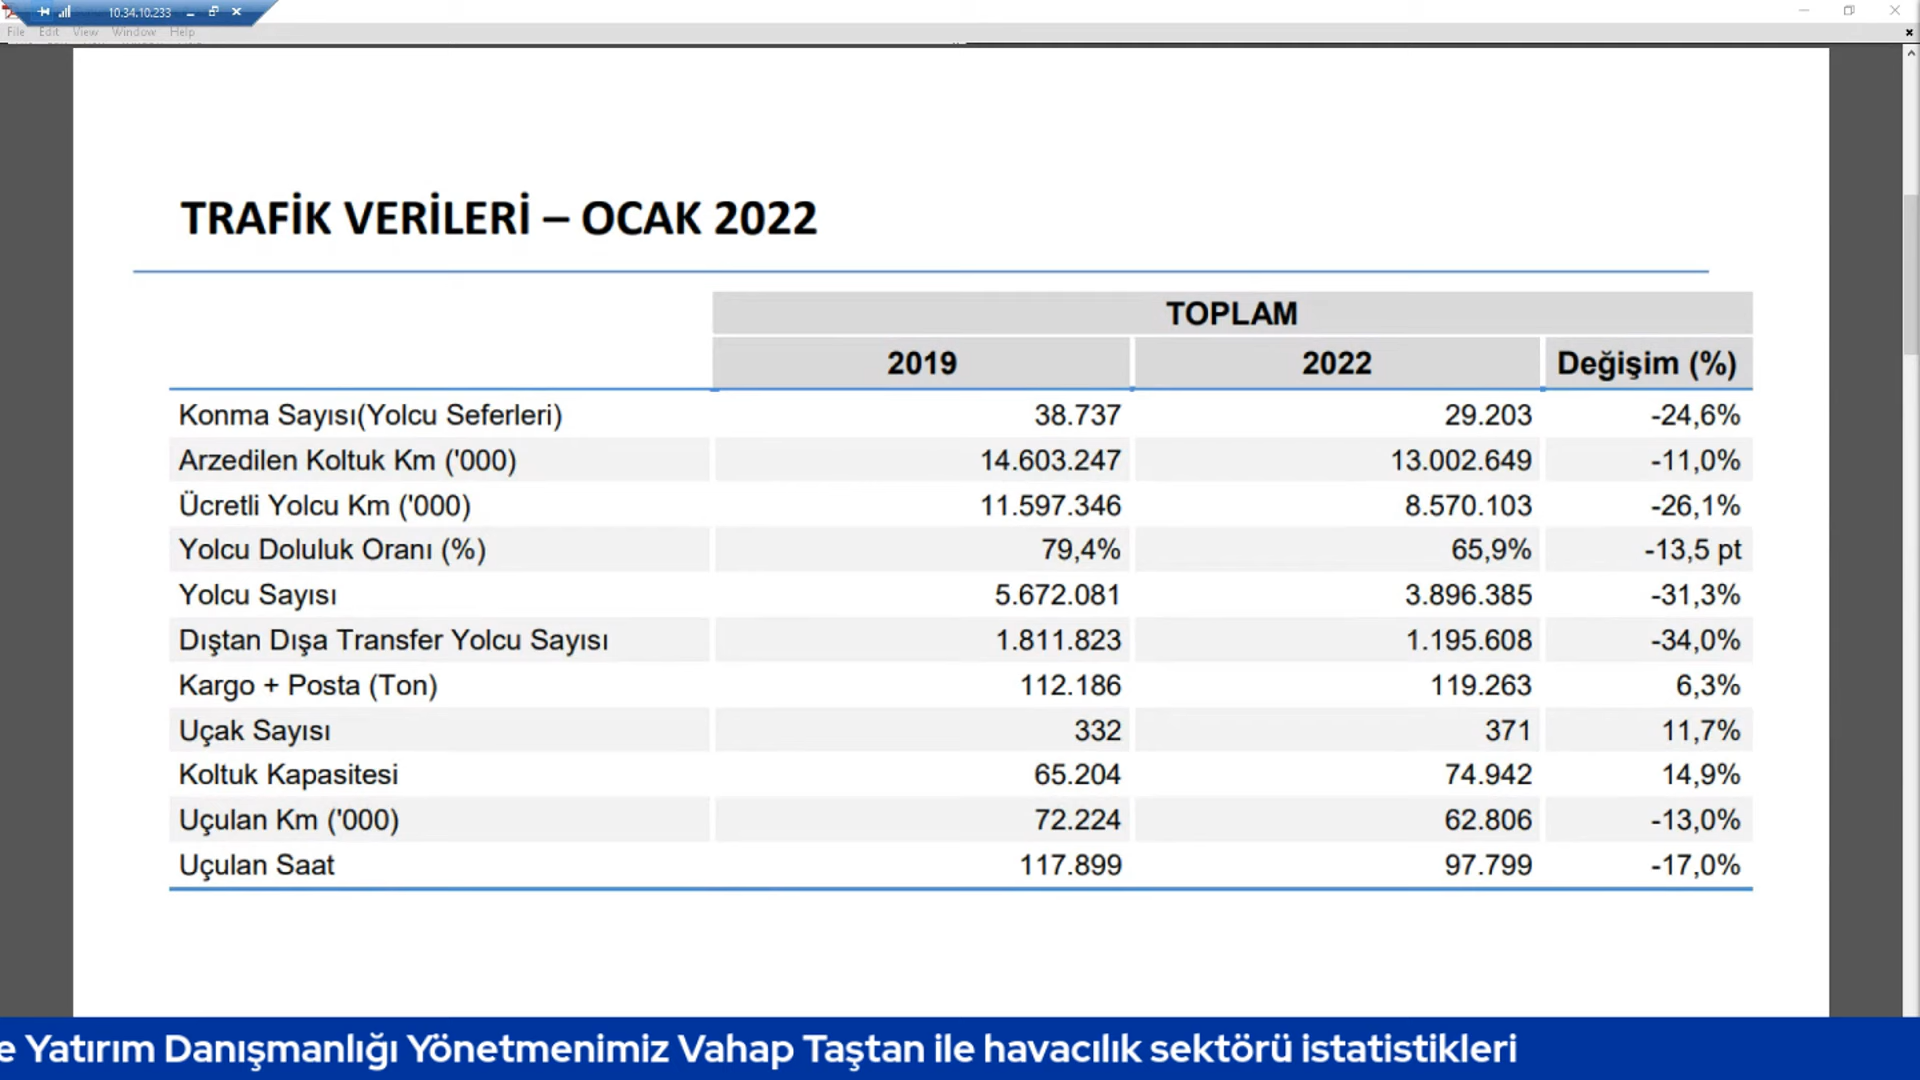 10.34.10.233
File Edit View Window Help
TRAFİK VERİLERİ – OCAK 2022
TOPLAM
2019 2022 Değişim (%)
Konma Sayısı(Yolcu Seferleri) 38.737 29.203 -24,6%
Arzedilen Koltuk Km ('000) 14.603.247 13.002.649 -11,0%
Ücretli Yolcu Km ('000) 11.597.346 8.570.103 -26,1%
Yolcu Doluluk Oranı (%) 79,4% 65,9% -13,5 pt
Yolcu Sayısı 5.672.081 3.896.385 -31,3%
Dıştan Dışa Transfer Yolcu Sayısı 1.811.823 1.195.608 -34,0%
Kargo + Posta (Ton) 112.186 119.263 6,3%
Uçak Sayısı 332 371 11,7%
Koltuk Kapasitesi 65.204 74.942 14,9%
Uçulan Km ('000) 72.224 62.806 -13,0%
Uçulan Saat 117.899 97.799 -17,0%
e Yatırım Danışmanlığı Yönetmenimiz Vahap Taştan ile havacılık sektörü istatistikleri